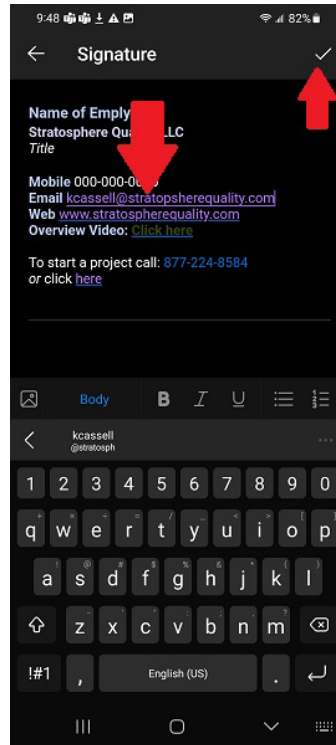 9:48 82%
Signature
Name of Emply
Stratosphere Qua LLC
Title
Mobile 000-000-0
Email kcassell@stratopsherequality.com
Web www.stratospherequality.com
Overview Video: Click here
To start a project call: 877-224-8584
or click here
Body B I U
kcassell
@stratosph
1 2 3 4 5 6 7 8 9 0
q w e r t y u i o p
a s d f g h j k l
z x c v b n m
!#1 , English (US) .